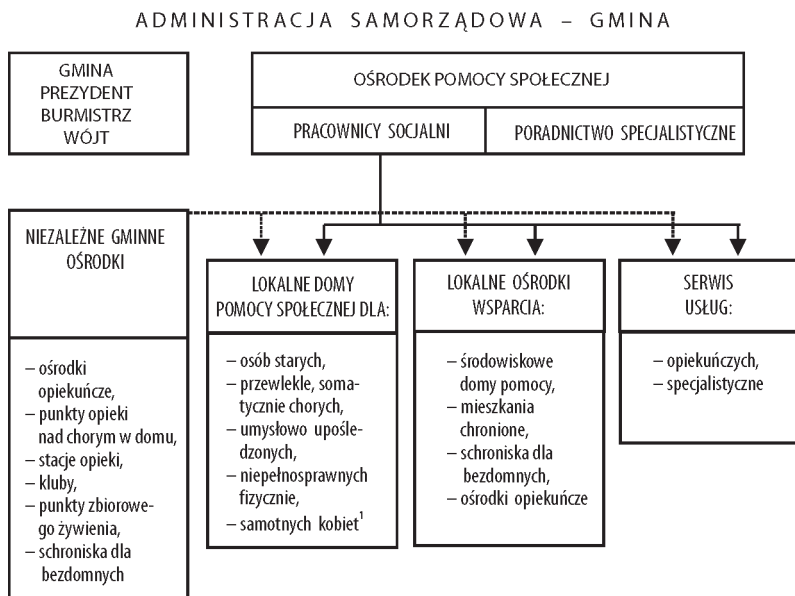 ADMINISTRACJA SAMORZĄDOWA – GMINA
GMINA
PREZYDENT
BURMISTRZ
WÓJT
OŚRODEK POMOCY SPOŁECZNEJ
PRACOWNICY SOCJALNI
PORADNICTWO SPECJALISTYCZNE
NIEZALEŻNE GMINNE
OŚRODKI
– ośrodki
opiekuńcze,
– punkty opieki
nad chorym w domu,
– stacje opieki,
– kluby,
– punkty zbiorowe-
go żywienia,
– schroniska dla
bezdomnych
LOKALNE DOMY
POMOCY SPOŁECZNEJ DLA:
– osób starych,
– przewlekle, soma-
tycznie chorych,
– umysłowo upośle-
dzonych,
– niepełnosprawnych
fizycznie,
– samotnych kobiet¹
LOKALNE OŚRODKI
WSPARCIA:
– środowiskowe
domy pomocy,
– mieszkania
chronione,
– schroniska dla
bezdomnych,
– ośrodki opiekuńcze
SERWIS
USŁUG:
– opiekuńczych,
– specjalistyczne